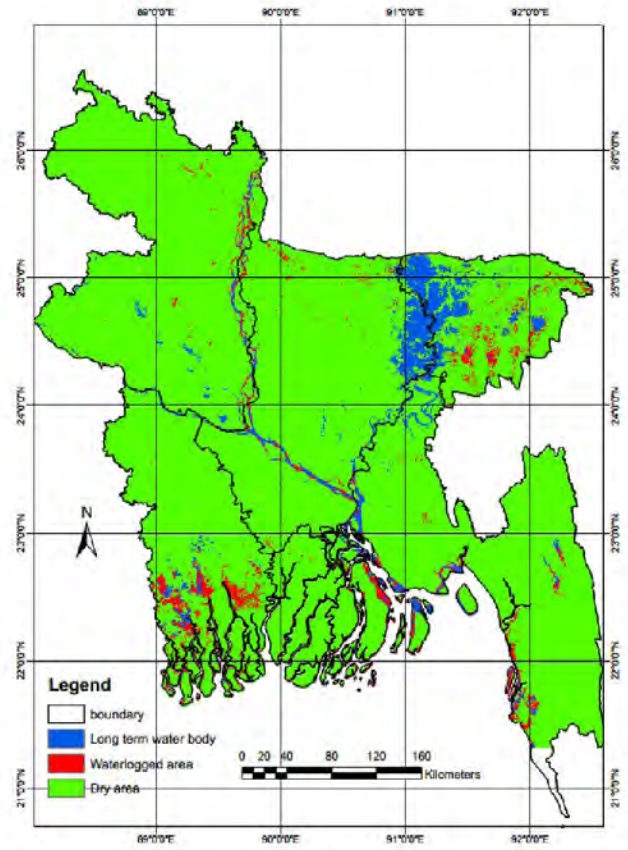 89°0'0"E 90°0'0"E 91°0'0"E 92°0'0"E
26°0'0"N 26°0'0"N
25°0'0"N 25°0'0"N
24°0'0"N 24°0'0"N
N
23°0'0"N 23°0'0"N
22°0'0"N 22°0'0"N
Legend
boundary
Long term water body
Waterlogged area
Dry area
0 20 40 80 120 160
Kilometers
21°0'0"N 21°0'0"N
89°0'0"E 90°0'0"E 91°0'0"E 92°0'0"E